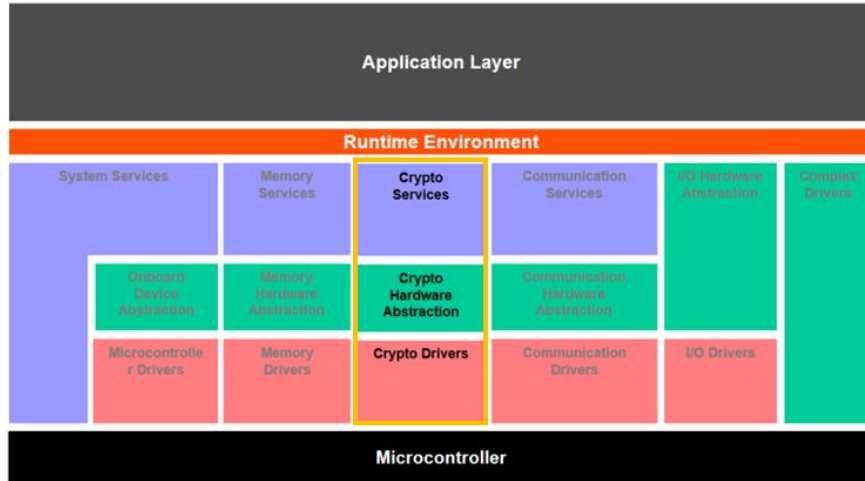 Application Layer
Runtime Environment
System Services
Memory
Services
Crypto
Services
Communication
Services
I/O Hardware
Abstraction
Complex
Drivers
Onboard
Device
Abstraction
Memory
Hardware
Abstraction
Crypto
Hardware
Abstraction
Communication
Hardware
Abstraction
Microcontrolle
r Drivers
Memory
Drivers
Crypto Drivers
Communication
Drivers
I/O Drivers
Microcontroller